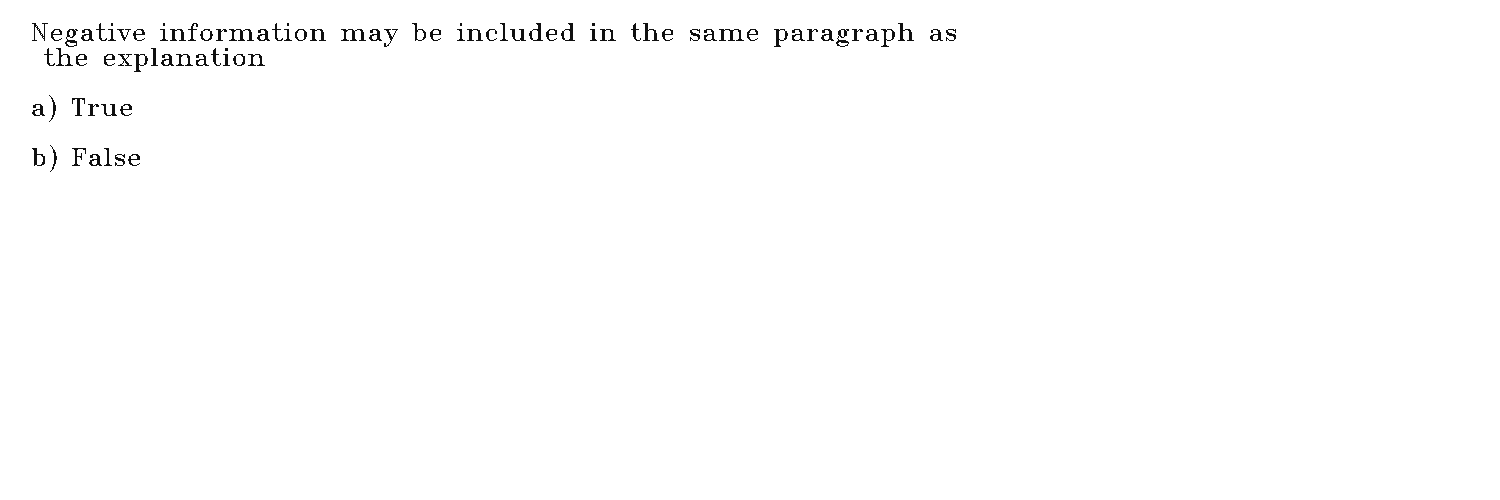 Negative information may be included in the same paragraph as
the explanation
a) True
b) False